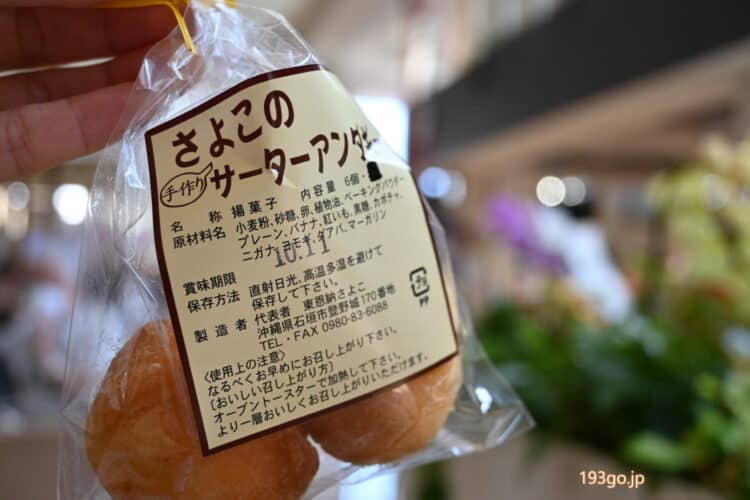 さよこの
手作り サーターアンダギー
名称 揚菓子 内容量 6個
原材料名 小麦粉、砂糖、卵、植物油、ベーキングパウダー
プレーン、バナナ、紅いも、黒糖、カボチャ、
ニガナ、ヨモギ、グアバ、マーガリン
10.11
賞味期限
保存方法 直射日光、高温多湿を避けて
保存して下さい。
製造者 代表者 東恩納さよこ
沖縄県石垣市登野城170番地
TEL・FAX 0980-83-6088
〈使用上の注意〉
なるべくお早めにお召し上がり下さい。
〔おいしい召し上がり方〕
オーブントースターで加熱して下さい。
より一層おいしくお召し上がりいただけます。
プラ
PP
193go.jp